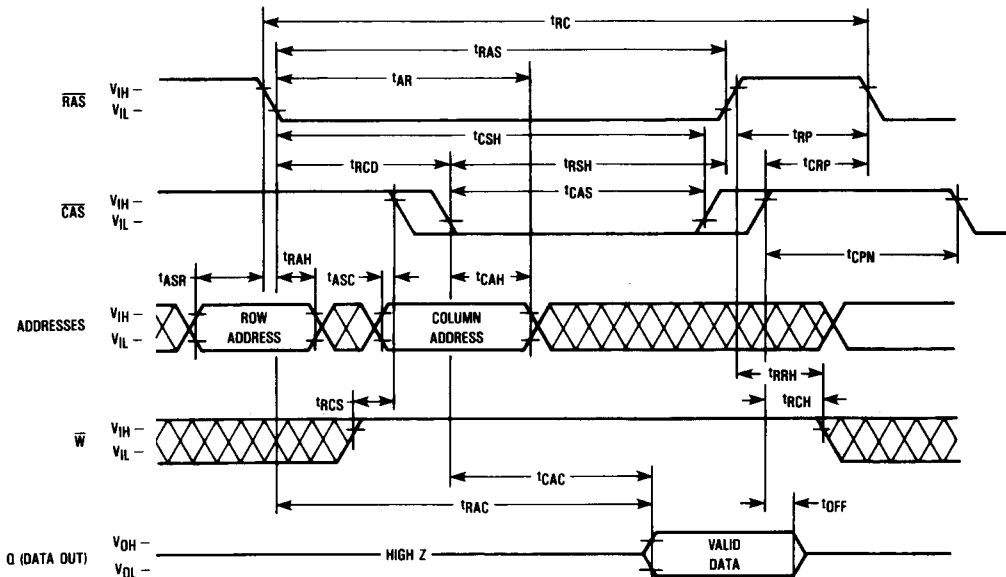 tRC
tRAS
tAR
RAS
VIH –
VIL –
tCSH
tRP
tRCD
tRSH
tCRP
tCAS
CAS
VIH –
VIL –
tRAH
tCPN
tASR
tASC
tCAH
ADDRESSES
VIH –
VIL –
ROW
ADDRESS
COLUMN
ADDRESS
tRRH
tRCS
tRCH
W
VIH –
VIL –
tCAC
tRAC
tOFF
Q (DATA OUT)
VOH –
VOL –
HIGH Z
VALID
DATA